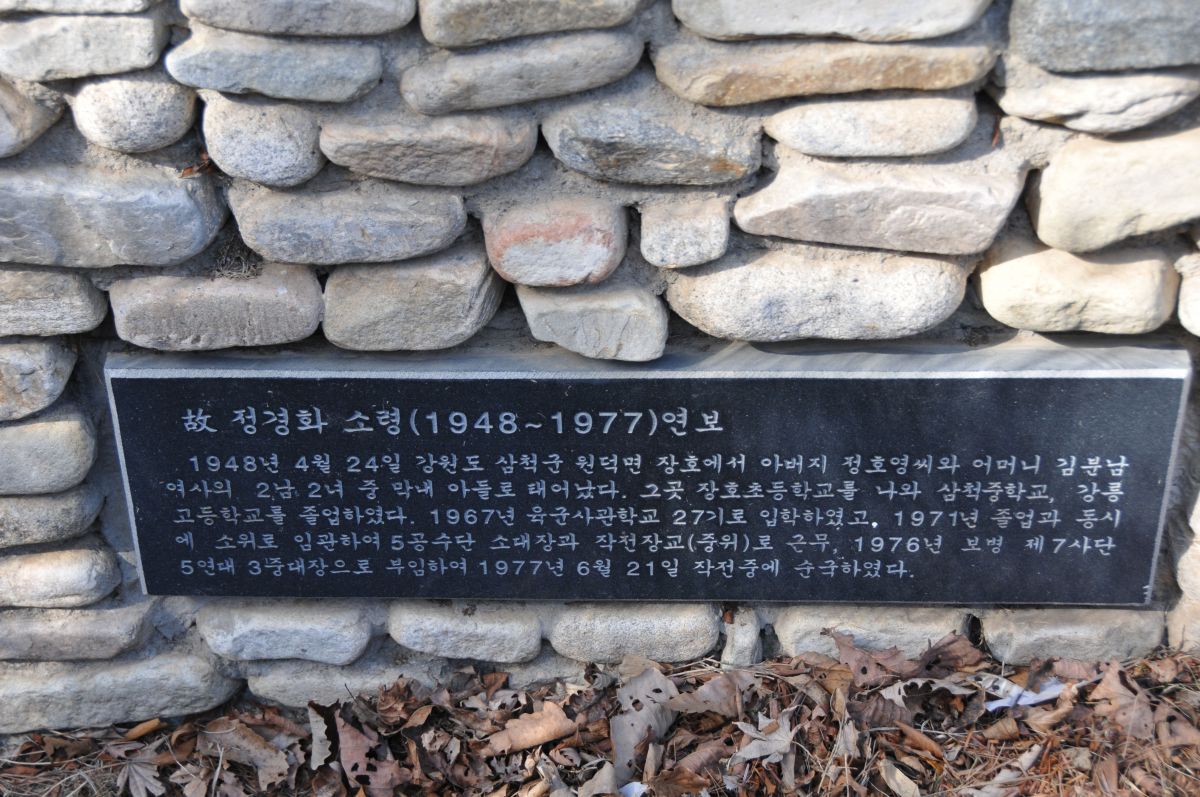 故 정경화 소령(1948~1977)연보
1948년 4월 24일 강원도 삼척군 원덕면 장호에서 아버지 정호영씨와 어머니 김분남
여사의 2남 2녀 중 막내 아들로 태어났다. 그곳 장호초등학교를 나와 삼척중학교, 강릉
고등학교를 졸업하였다. 1967년 육군사관학교 27기로 입학하였고. 1971년 졸업과 동시
에 소위로 임관하여 5공수단 소대장과 작전장교(중위)로 근무, 1976년 보병 제7사단
5연대 3중대장으로 부임하여 1977년 6월 21일 작전중에 순국하였다.